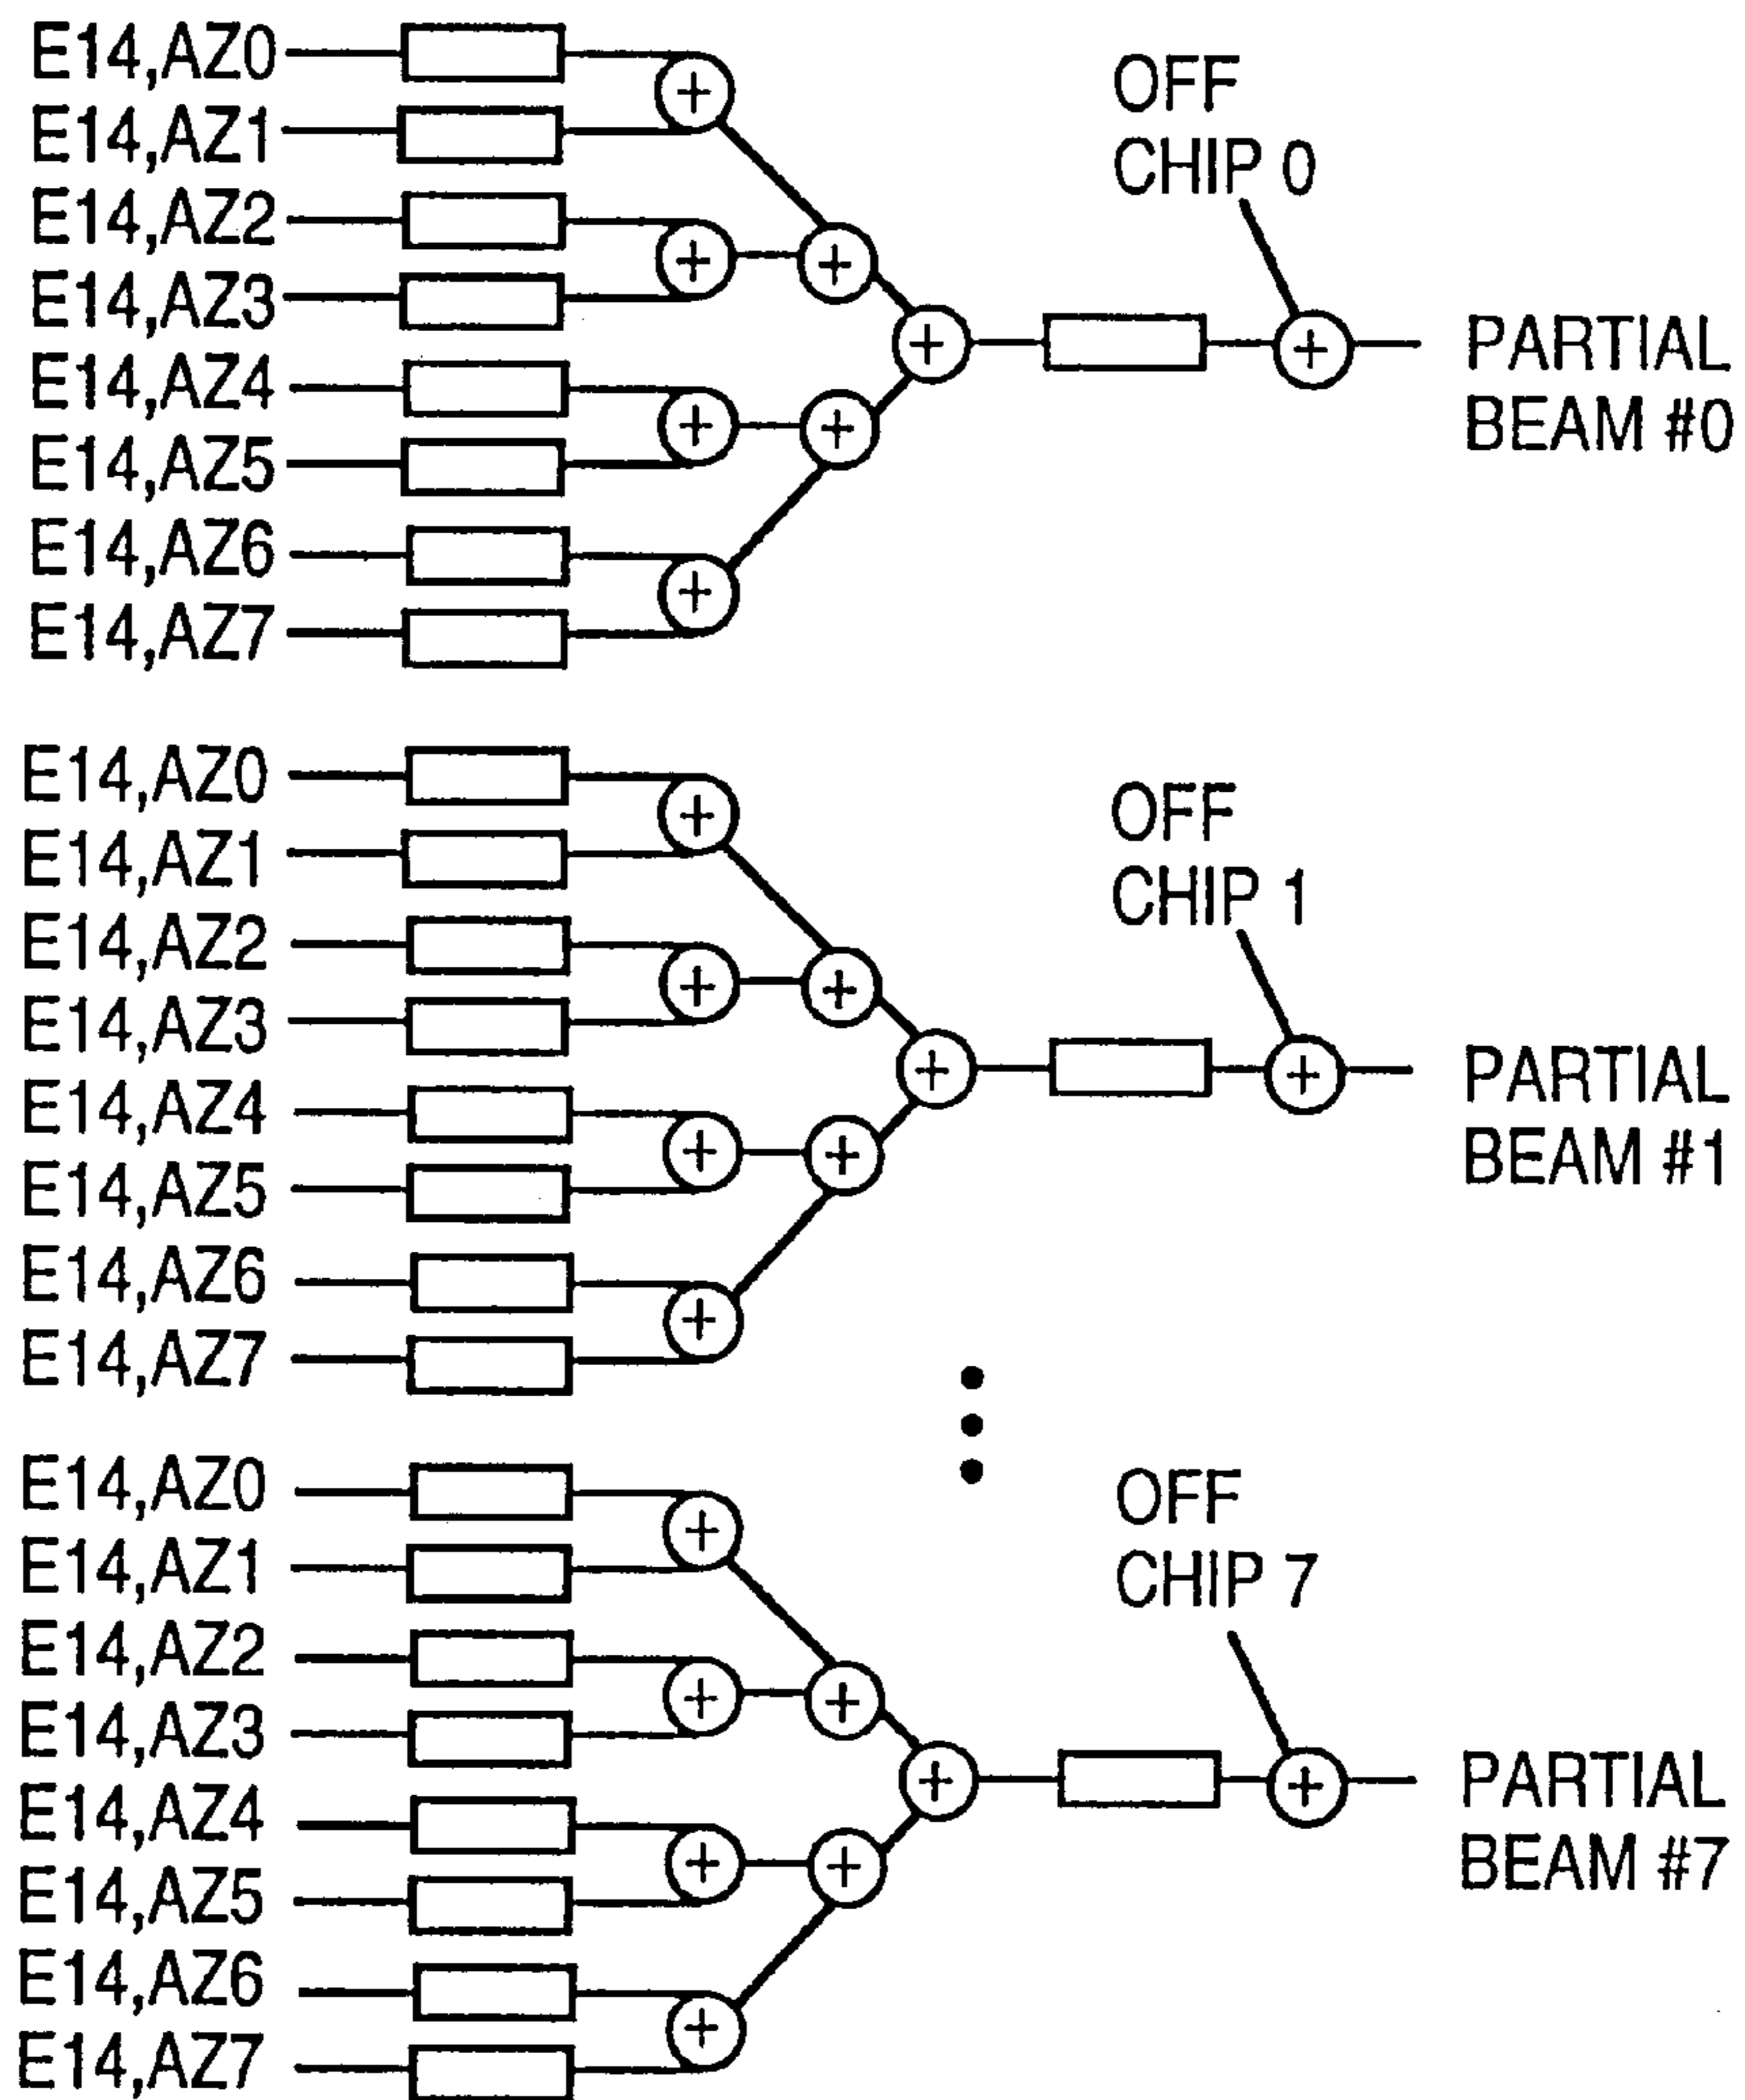 E14,AZ0
E14,AZ1
E14,AZ2
E14,AZ3
E14,AZ4
E14,AZ5
E14,AZ6
E14,AZ7
OFF
CHIP 0
+
+
+
+
+
+
+
+
PARTIAL
BEAM #0
E14,AZ0
E14,AZ1
E14,AZ2
E14,AZ3
E14,AZ4
E14,AZ5
E14,AZ6
E14,AZ7
OFF
CHIP 1
+
+
+
+
+
+
+
+
PARTIAL
BEAM #1
E14,AZ0
E14,AZ1
E14,AZ2
E14,AZ3
E14,AZ4
E14,AZ5
E14,AZ6
E14,AZ7
OFF
CHIP 7
+
+
+
+
+
+
+
+
PARTIAL
BEAM #7